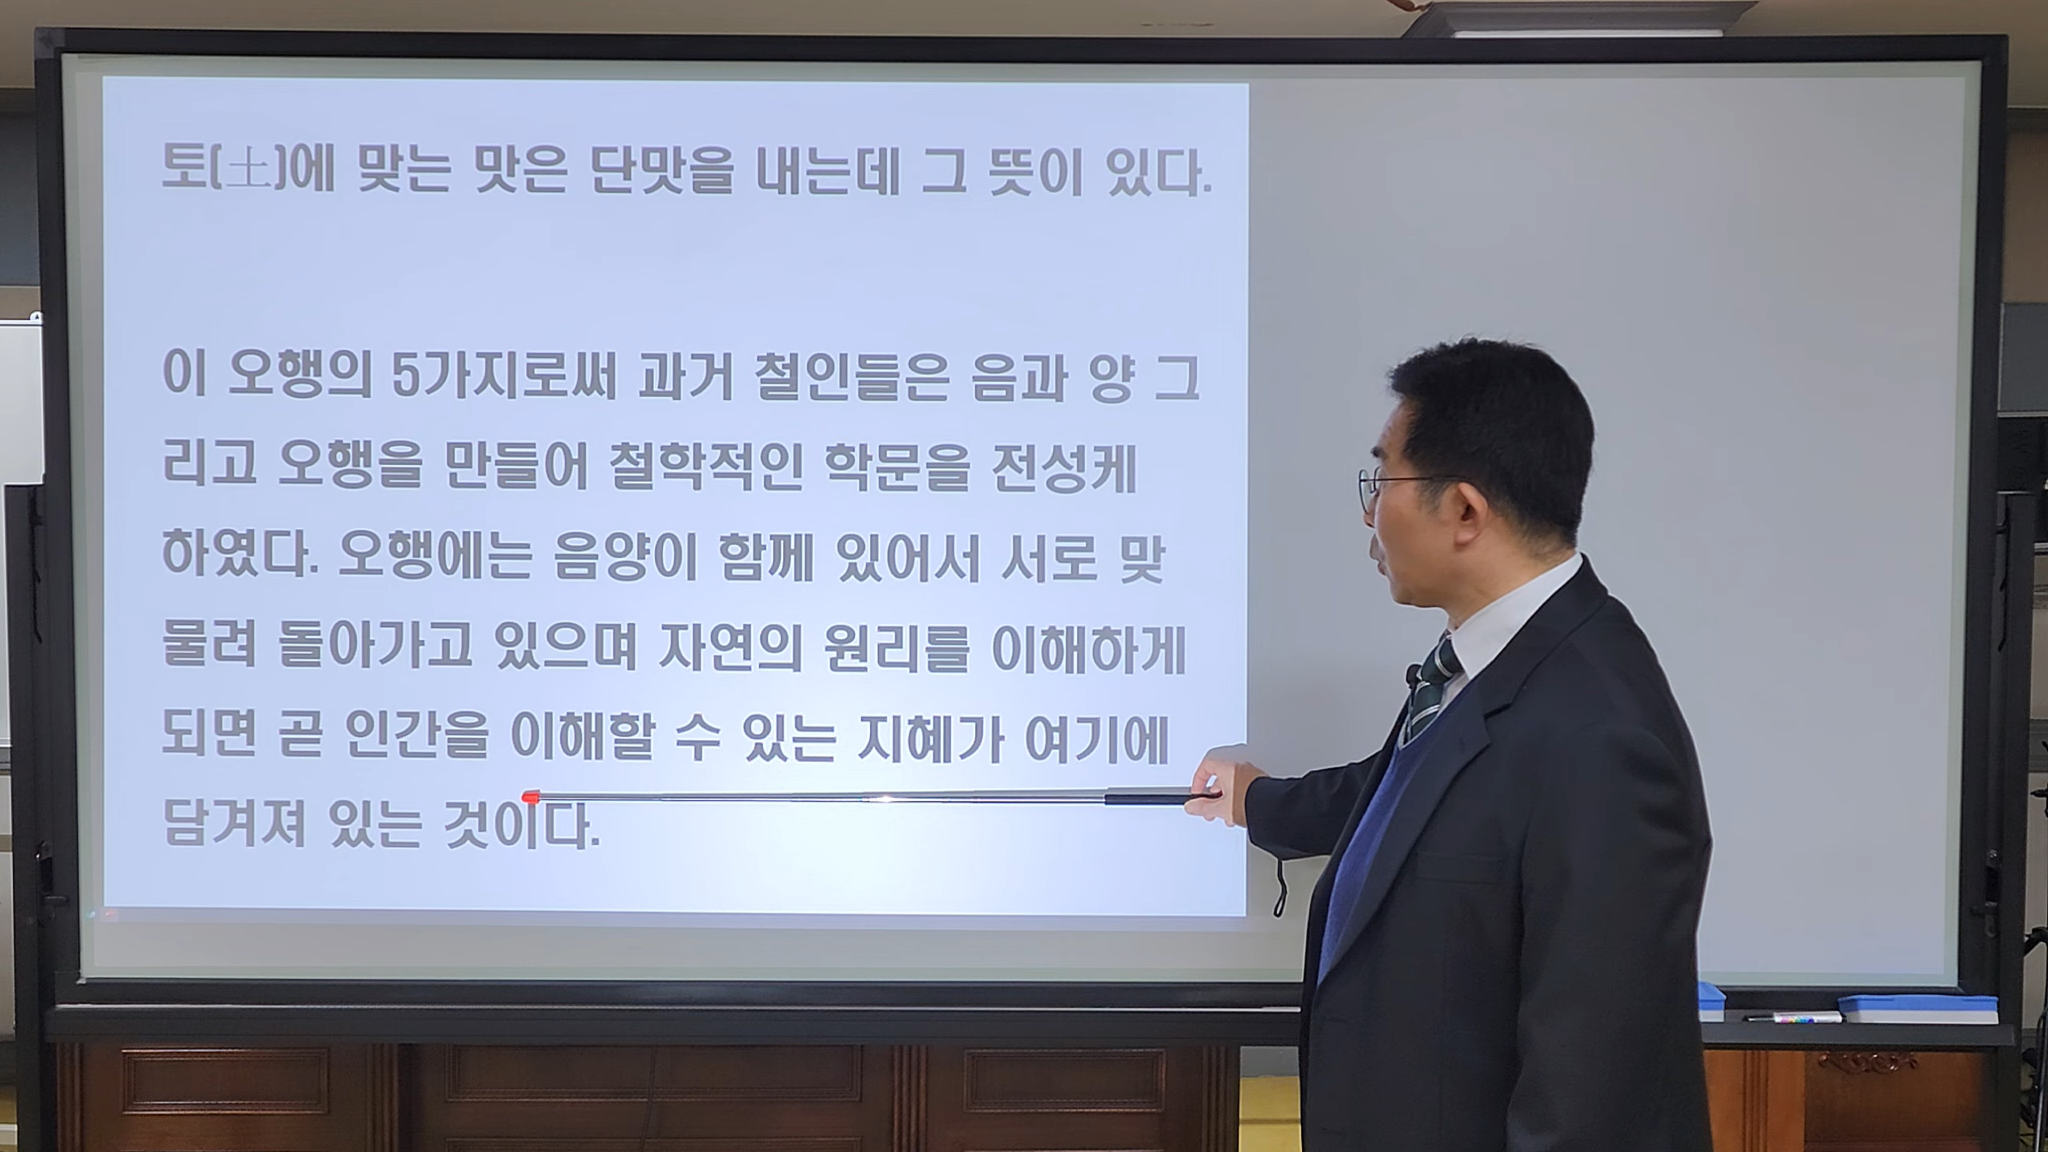 토(土)에 맞는 맛은 단맛을 내는데 그 뜻이 있다.
이 오행의 5가지로써 과거 철인들은 음과 양 그
리고 오행을 만들어 철학적인 학문을 전성케
하였다. 오행에는 음양이 함께 있어서 서로 맞
물려 돌아가고 있으며 자연의 원리를 이해하게
되면 곧 인간을 이해할 수 있는 지혜가 여기에
담겨져 있는 것이다.